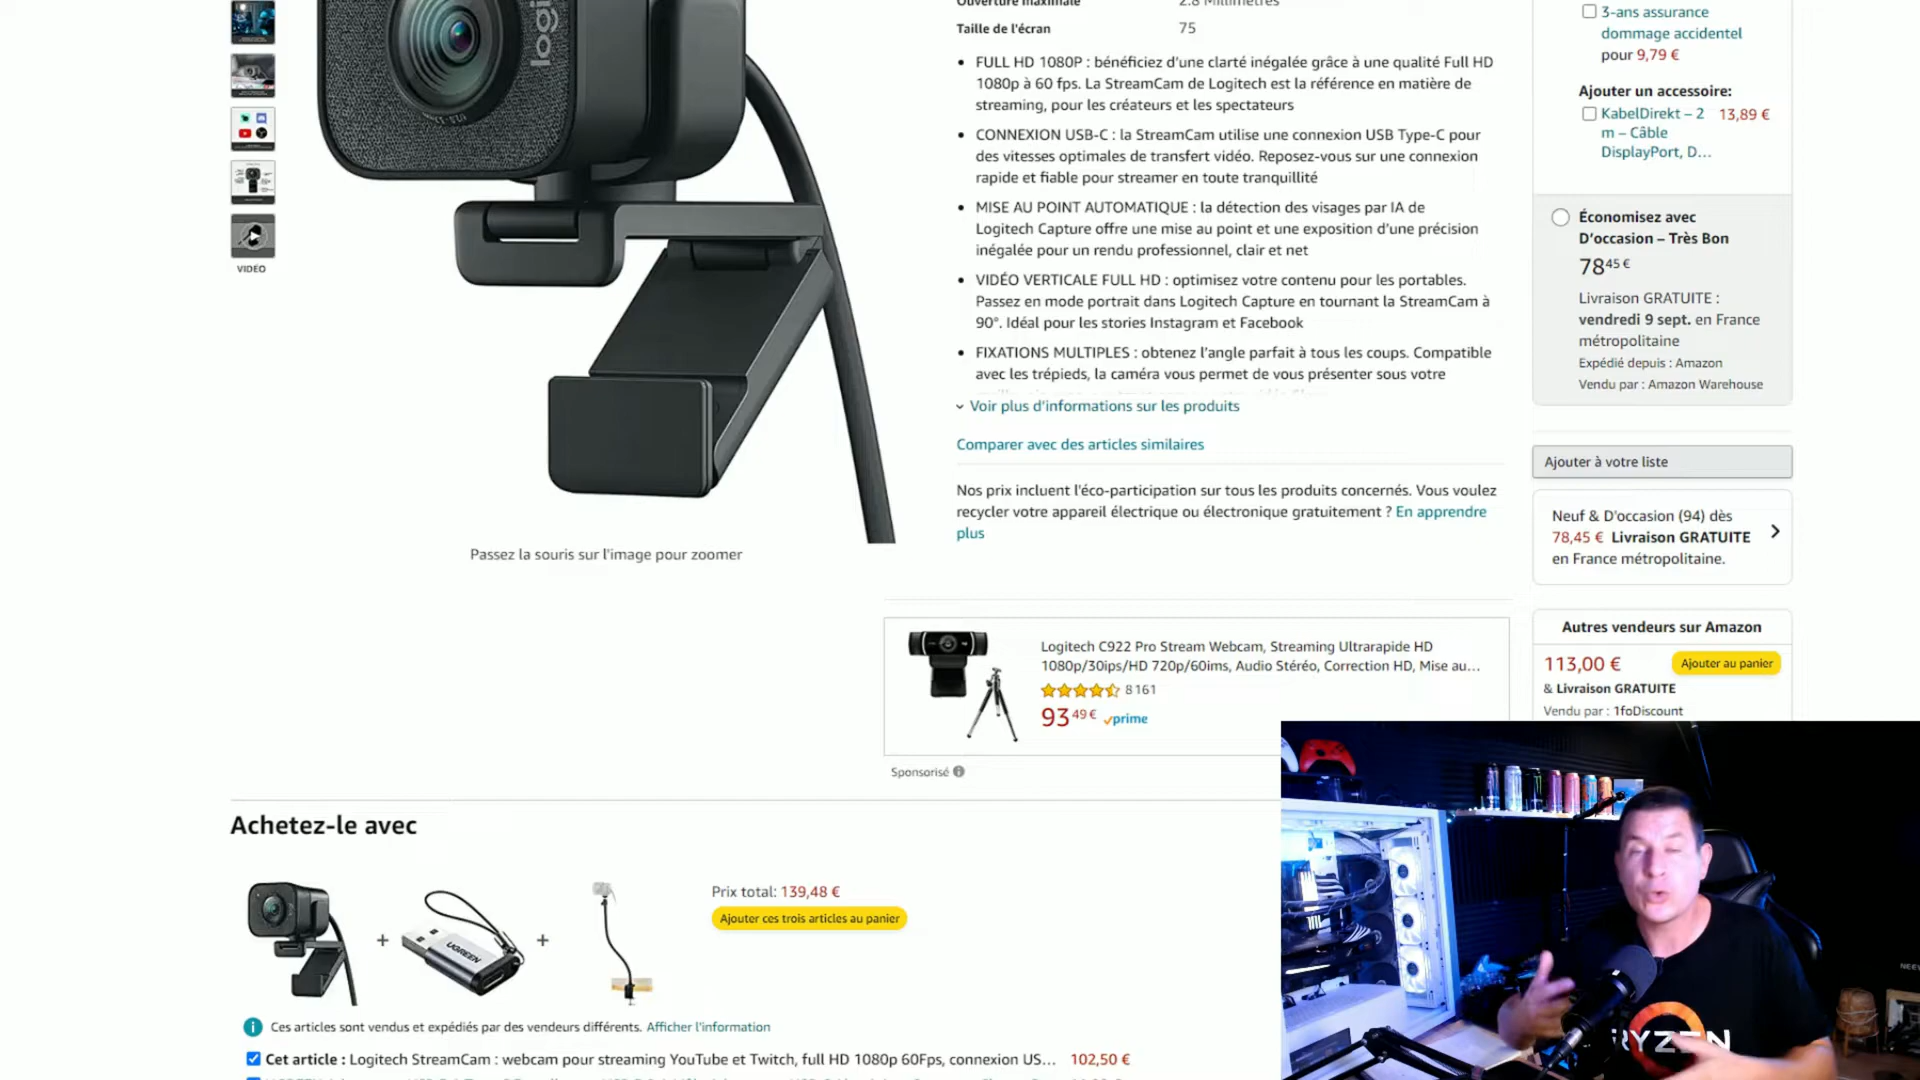 logi
VIDÉO
Passez la souris sur l'image pour zoomer
Ouverture maximale 2.8 Millimètres
Taille de l'écran 75
FULL HD 1080P : bénéficiez d'une clarté inégalée grâce à une qualité Full HD
1080p à 60 fps. La StreamCam de Logitech est la référence en matière de
streaming, pour les créateurs et les spectateurs
CONNEXION USB-C : la StreamCam utilise une connexion USB Type-C pour
des vitesses optimales de transfert vidéo. Reposez-vous sur une connexion
rapide et fiable pour streamer en toute tranquillité
MISE AU POINT AUTOMATIQUE : la détection des visages par IA de
Logitech Capture offre une mise au point et une exposition d'une précision
inégalée pour un rendu professionnel, clair et net
VIDÉO VERTICALE FULL HD : optimisez votre contenu pour les portables.
Passez en mode portrait dans Logitech Capture en tournant la StreamCam à
90°. Idéal pour les stories Instagram et Facebook
FIXATIONS MULTIPLES : obtenez l'angle parfait à tous les coups. Compatible
avec les trépieds, la caméra vous permet de vous présenter sous votre
Voir plus d'informations sur les produits
Comparer avec des articles similaires
Nos prix incluent l'éco-participation sur tous les produits concernés. Vous voulez
recycler votre appareil électrique ou électronique gratuitement ? En apprendre
plus
3-ans assurance
dommage accidentel
pour 9,79 €
Ajouter un accessoire:
KabelDirekt – 2 13,89 €
m – Câble
DisplayPort, D…
Économisez avec
D'occasion – Très Bon
78 45 €
Livraison GRATUITE :
vendredi 9 sept. en France
métropolitaine
Expédié depuis : Amazon
Vendu par : Amazon Warehouse
Ajouter à votre liste
Neuf & D'occasion (94) dès
78,45 € Livraison GRATUITE
en France métropolitaine.
Autres vendeurs sur Amazon
113,00 € Ajouter au panier
& Livraison GRATUITE
Vendu par : 1foDiscount
Logitech C922 Pro Stream Webcam, Streaming Ultrarapide HD
1080p/30ips/HD 720p/60ims, Audio Stéréo, Correction HD, Mise au...
8 161
93 49 € prime
Sponsorisé
Achetez-le avec
UGREEN
Prix total: 139,48 €
Ajouter ces trois articles au panier
Ces articles sont vendus et expédiés par des vendeurs différents. Afficher l'information
Cet article : Logitech StreamCam : webcam pour streaming YouTube et Twitch, full HD 1080p 60Fps, connexion US… 102,50 €
RYZEN